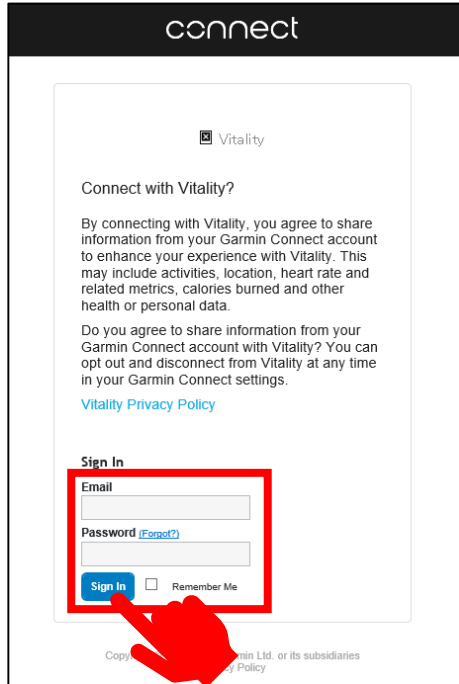 connect
Vitality
Connect with Vitality?
By connecting with Vitality, you agree to share
information from your Garmin Connect account
to enhance your experience with Vitality. This
may include activities, location, heart rate and
related metrics, calories burned and other
health or personal data.
Do you agree to share information from your
Garmin Connect account with Vitality? You can
opt out and disconnect from Vitality at any time
in your Garmin Connect settings.
Vitality Privacy Policy
Sign In
Email
Password (Forgot?)
Sign In Remember Me
Ltd. or its subsidiaries
Policy